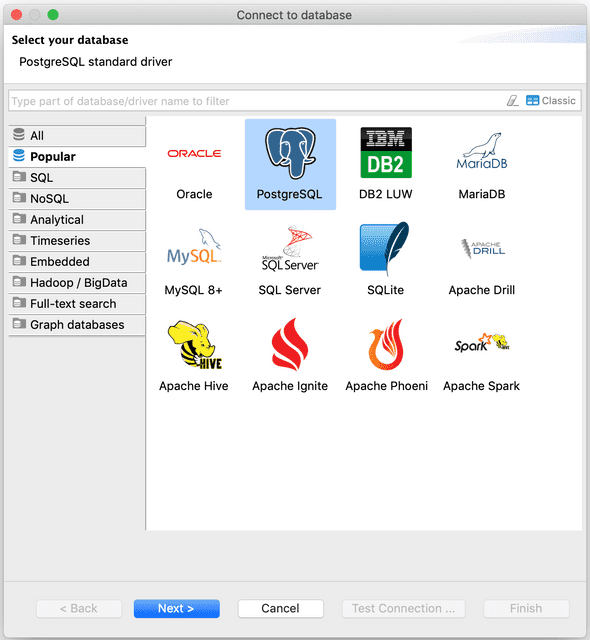 Connect to database
Select your database
PostgreSQL standard driver
Type part of database/driver name to filter
Classic
All
Popular
SQL
NoSQL
Analytical
Timeseries
Embedded
Hadoop / BigData
Full-text search
Graph databases
ORACLE
IBM
DB2
MariaDB
Oracle
PostgreSQL
DB2 LUW
MariaDB
MySQL
Microsoft
SQL Server
APACHE
DRILL
MySQL 8+
SQL Server
SQLite
Apache Drill
HIVE
Spark
Apache Hive
Apache Ignite
Apache Phoeni
Apache Spark
< Back
Next >
Cancel
Test Connection ...
Finish